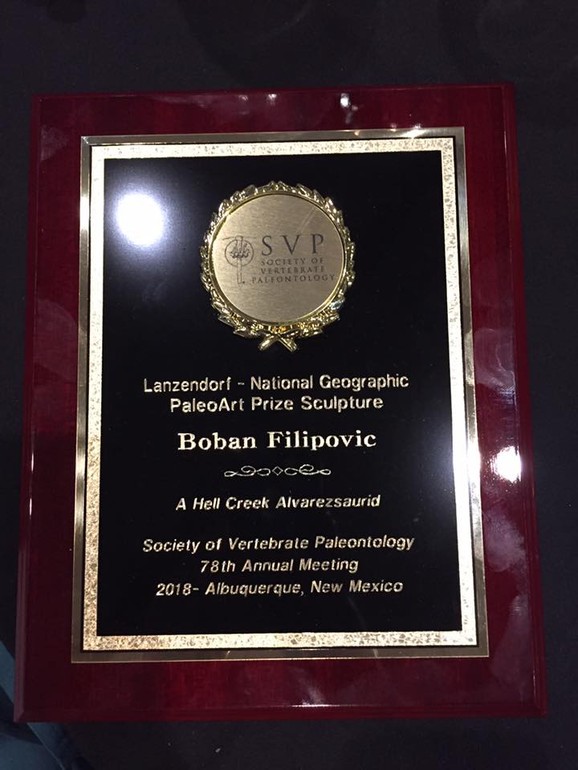 SVP
SOCIETY OF
VERTEBRATE
PALEONTOLOGY
Lanzendorf - National Geographic
PaleoArt Prize Sculpture
Boban Filipovic
A Hell Creek Alvarezsaurid
Society of Vertebrate Paleontology
78th Annual Meeting
2018- Albuquerque, New Mexico